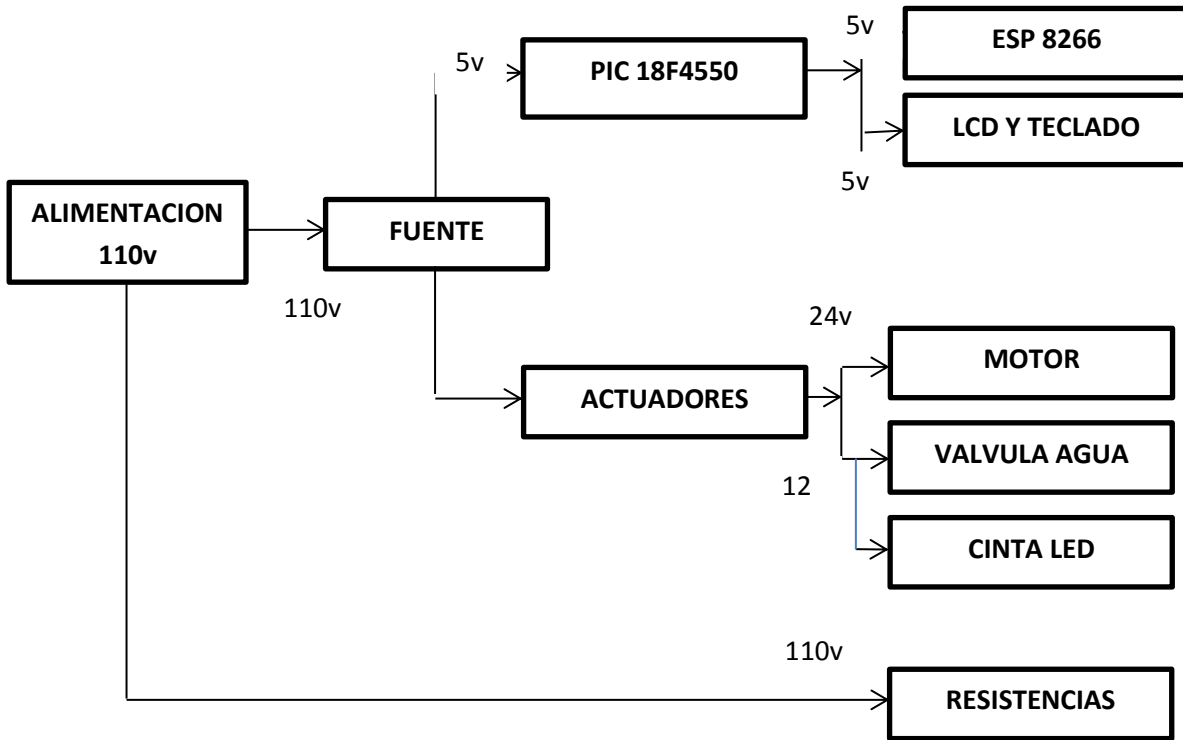 5v
ESP 8266
5v
PIC 18F4550
LCD Y TECLADO
5v
ALIMENTACION
110v
FUENTE
110v
24v
MOTOR
ACTUADORES
VALVULA AGUA
12
CINTA LED
110v
RESISTENCIAS